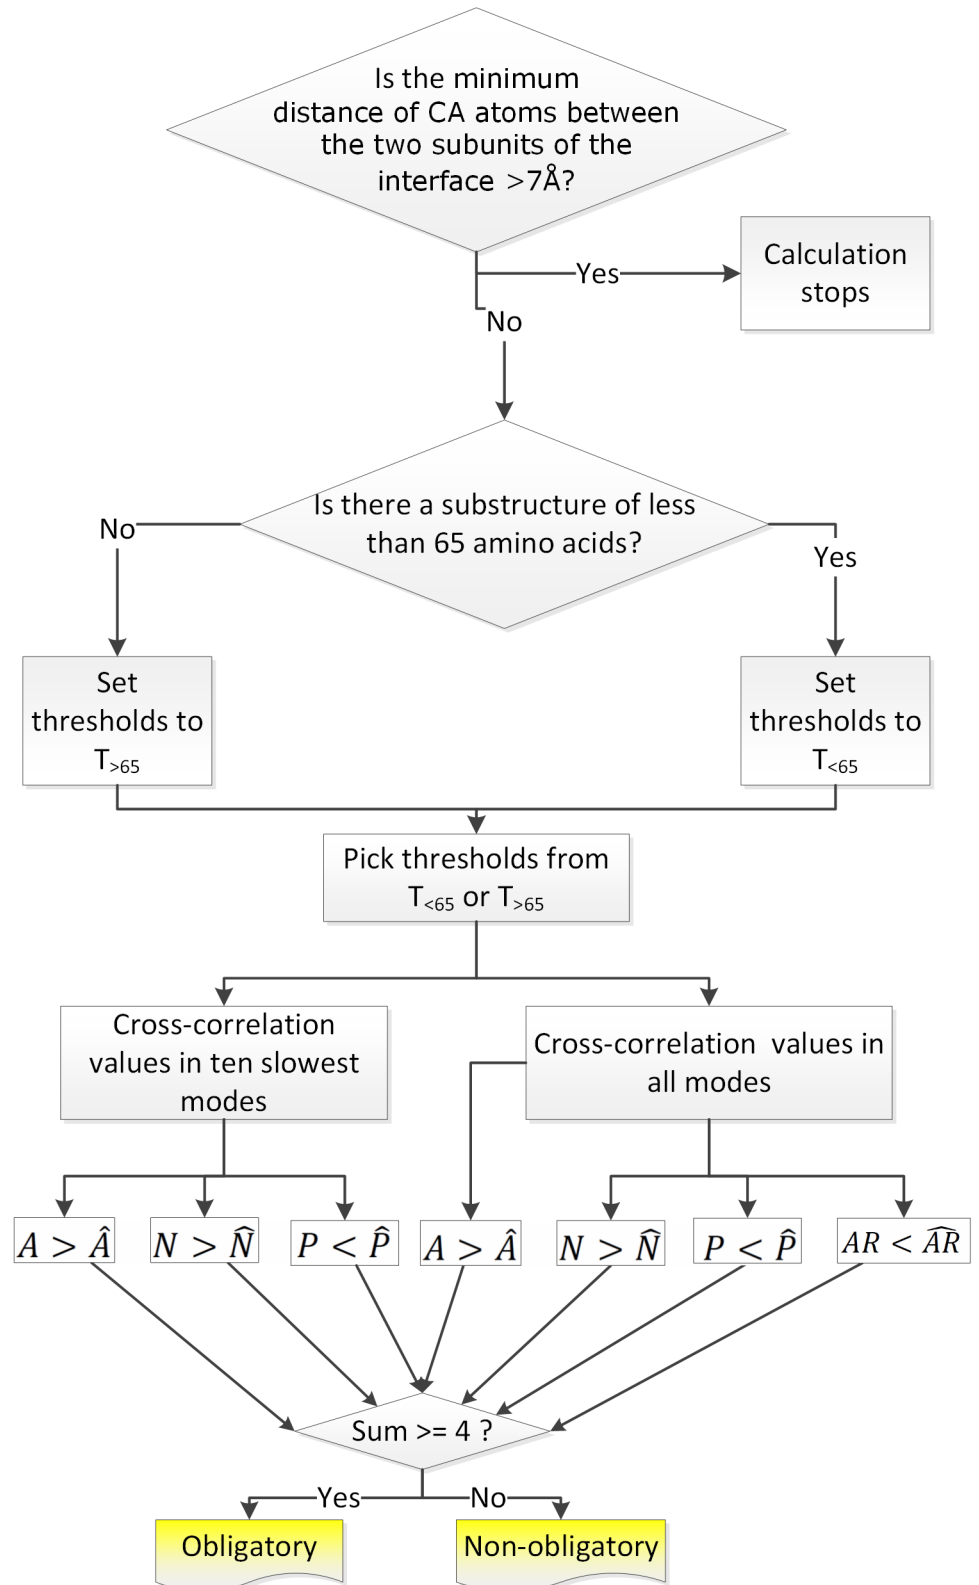 Is the minimum
distance of CA atoms between
the two subunits of the
interface >7Å?
Yes
Calculation
stops
No
Is there a substructure of less
than 65 amino acids?
No
Yes
Set
thresholds to
T>65
Set
thresholds to
T<65
Pick thresholds from
T<65 or T>65
Cross-correlation
values in ten slowest
modes
Cross-correlation values in
all modes
A > Â
N > N̂
P < P̂
A > Â
N > N̂
P < P̂
AR < A͡R
Sum >= 4 ?
Yes
No
Obligatory
Non-obligatory